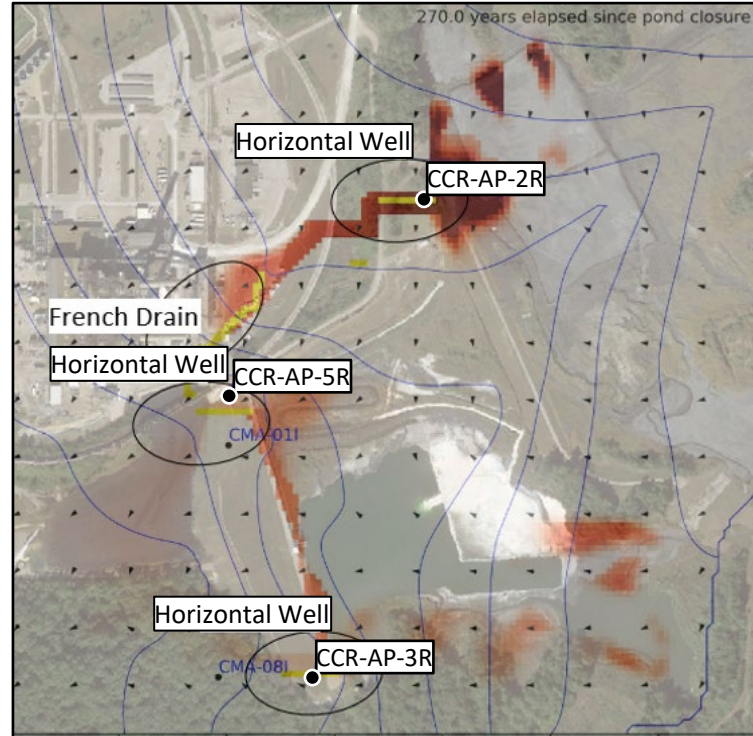 270.0 years elapsed since pond closure
Horizontal Well
CCR-AP-2R
French Drain
Horizontal Well
CCR-AP-5R
CMA-01I
Horizontal Well
CCR-AP-3R
CMA-08I